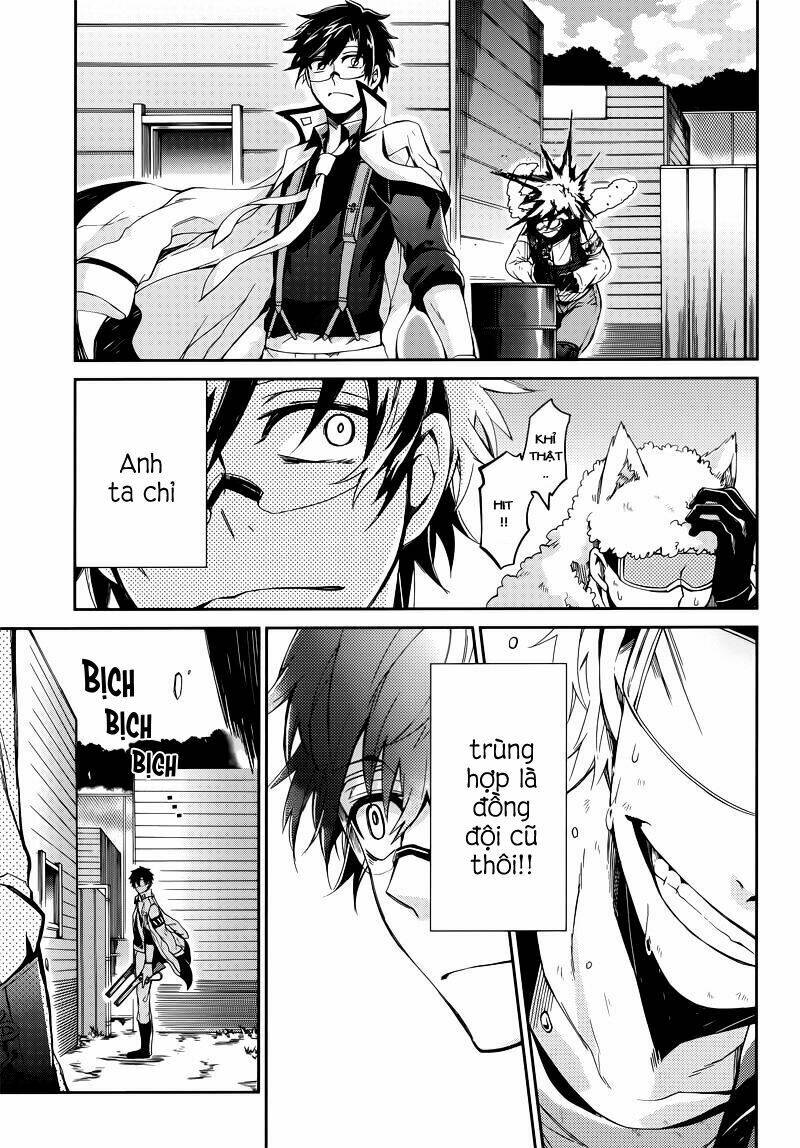 KHỈ
THẬT
..
HIT
!!
Anh
ta chỉ
trùng
hợp là
đồng
đội cũ
thôi!!
BỊCH
BỊCH
BỊCH